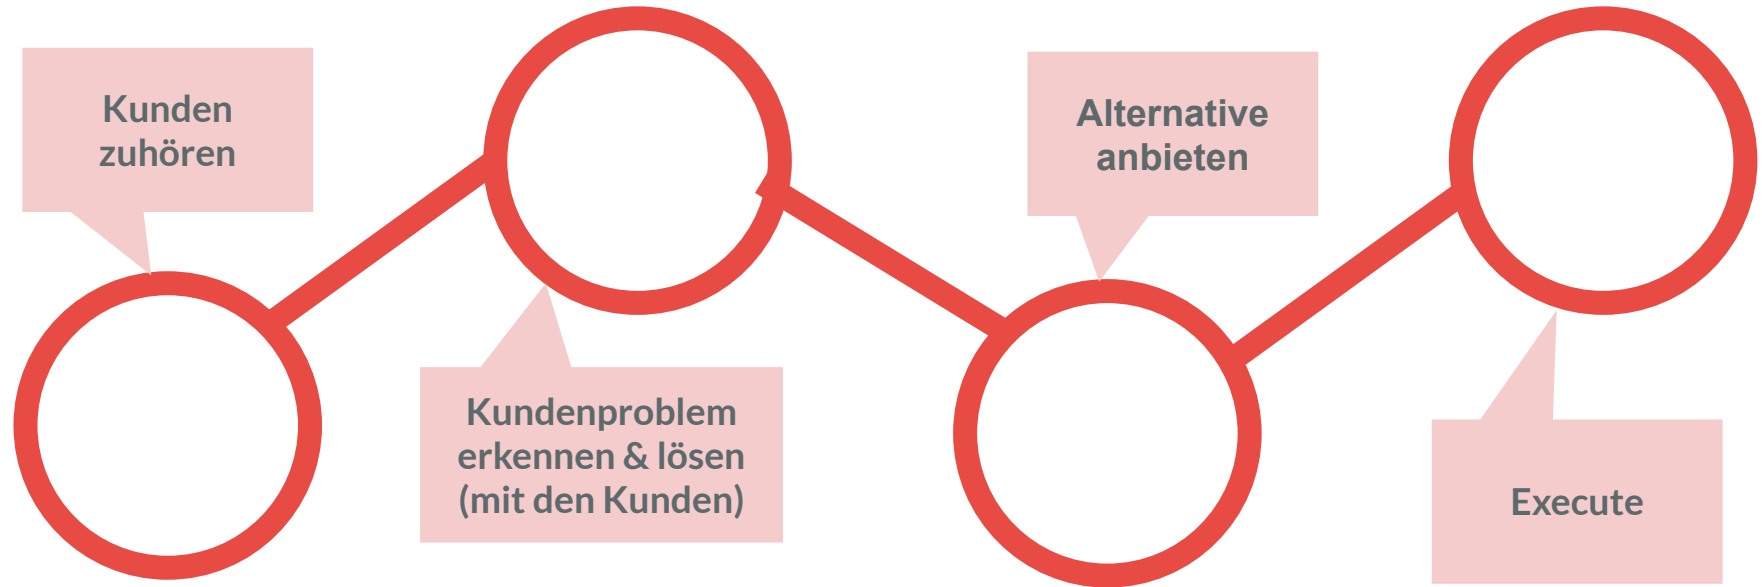 Kunden
zuhören
Kundenproblem
erkennen & lösen
(mit den Kunden)
Alternative
anbieten
Execute